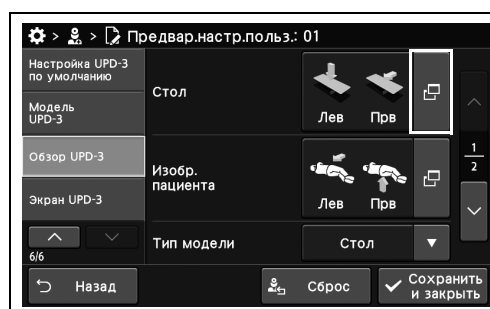 > > Предвар.настр.польз.: 01
Настройка UPD-3
по умолчанию
Модель
UPD-3
Обзор UPD-3
Экран UPD-3
6/6
Стол
Лев Прв
Изобр.
пациента
Лев Прв
Тип модели
Стол
1
2
Назад
Сброс
Сохранить
и закрыть